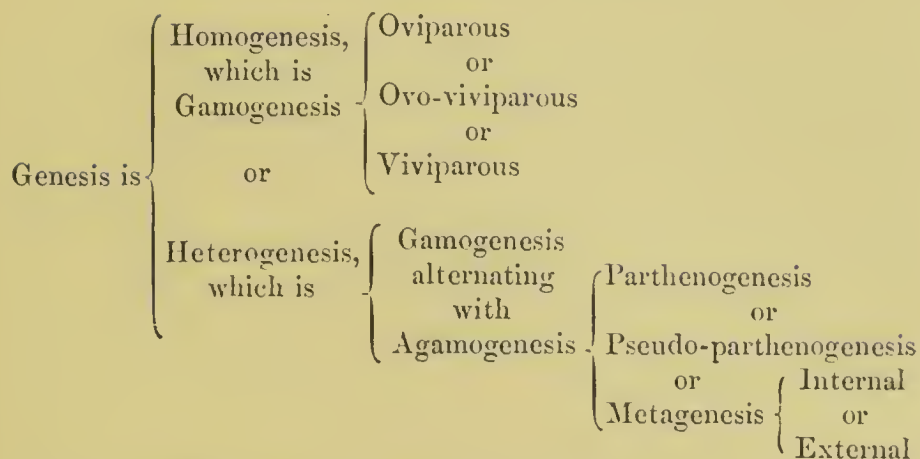 Genesis is
Homogenesis,
which is
Gamogenesis
Oviparous
or
Ovo-viviparous
or
Viviparous
or
Heterogenesis,
which is
Gamogenesis
alternating
with
Agamogenesis
Parthenogenesis
or
Pseudo-parthenogenesis
or
Metagenesis
Internal
or
External